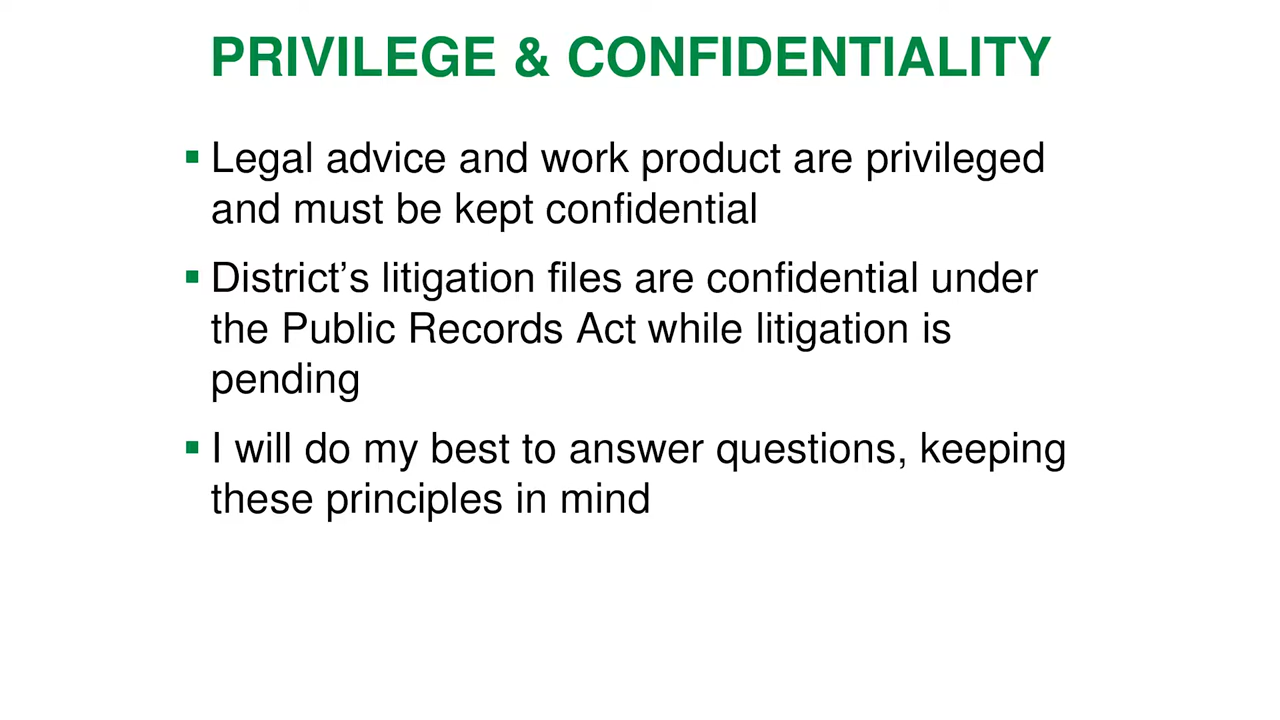 PRIVILEGE & CONFIDENTIALITY
▪ Legal advice and work product are privileged
and must be kept confidential
▪ District’s litigation files are confidential under
the Public Records Act while litigation is
pending
▪ I will do my best to answer questions, keeping
these principles in mind